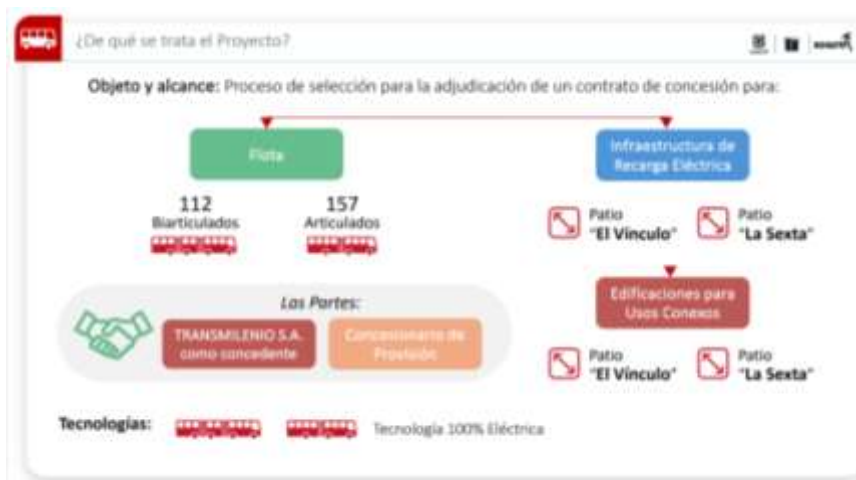 ¿De qué se trata el Proyecto?
Objeto y alcance: Proceso de selección para la adjudicación de un contrato de concesión para:
Flota
Infraestructura de
Recarga Eléctrica
112
Biarticulados
157
Articulados
Patio
"El Vínculo"
Patio
"La Sexta"
Edificaciones para
Usos Conexos
Las Partes:
TRANSMILENIO S.A.
como concedente
Concesionario de
Provisión
Patio
"El Vínculo"
Patio
"La Sexta"
Tecnologías:
Tecnología 100% Eléctrica